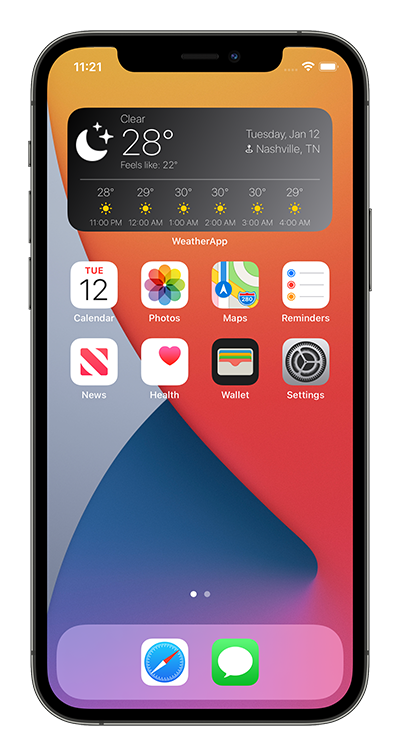 11:21
Clear
28°
Feels like: 22°
Tuesday, Jan 12
Nashville, TN
28° 29° 30° 30° 30° 29°
11:00 PM 12:00 AM 1:00 AM 2:00 AM 3:00 AM 4:00 AM
WeatherApp
TUE
12
280
Calendar Photos Maps Reminders
News Health Wallet Settings